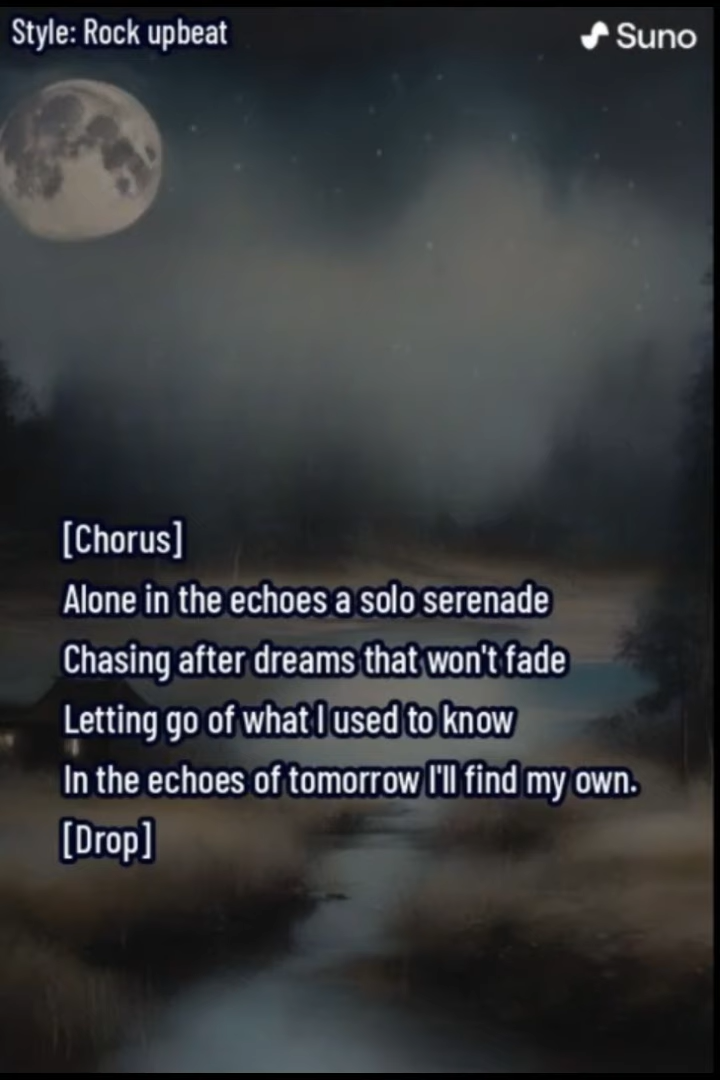 Style: Rock upbeat
Suno
[Chorus]
Alone in the echoes a solo serenade
Chasing after dreams that won't fade
Letting go of what I used to know
In the echoes of tomorrow I'll find my own.
[Drop]